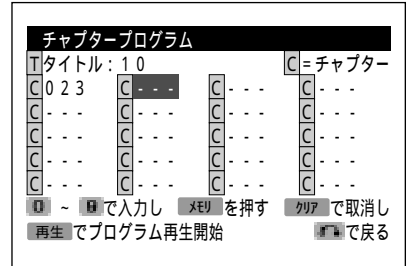 チャプタープログラム
Tタイトル:10 C=チャプター
C023 C--- C--- C---
C--- C--- C--- C---
C--- C--- C--- C---
C--- C--- C--- C---
C--- C--- C--- C---
0 ~ 9 で入力し メモリ を押す クリア で取消し
再生 でプログラム再生開始 で戻る